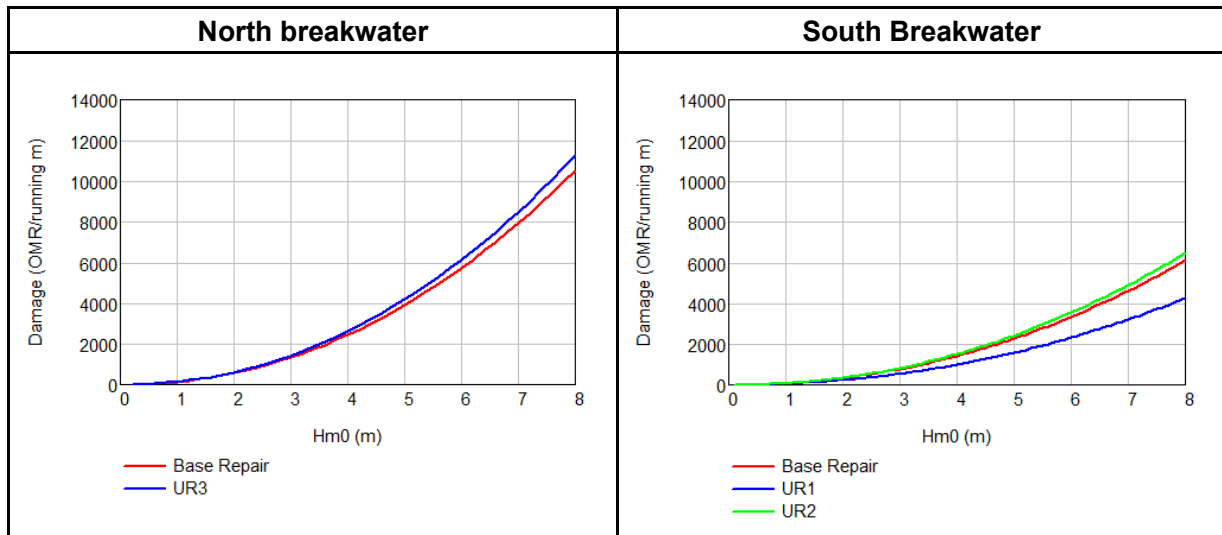 North breakwater
South Breakwater
14000
12000
10000
8000
6000
4000
2000
0
Damage (OMR/running m)
0 1 2 3 4 5 6 7 8
Hm0 (m)
Base Repair
UR3
14000
12000
10000
8000
6000
4000
2000
0
Damage (OMR/running m)
0 1 2 3 4 5 6 7 8
Hm0 (m)
Base Repair
UR1
UR2